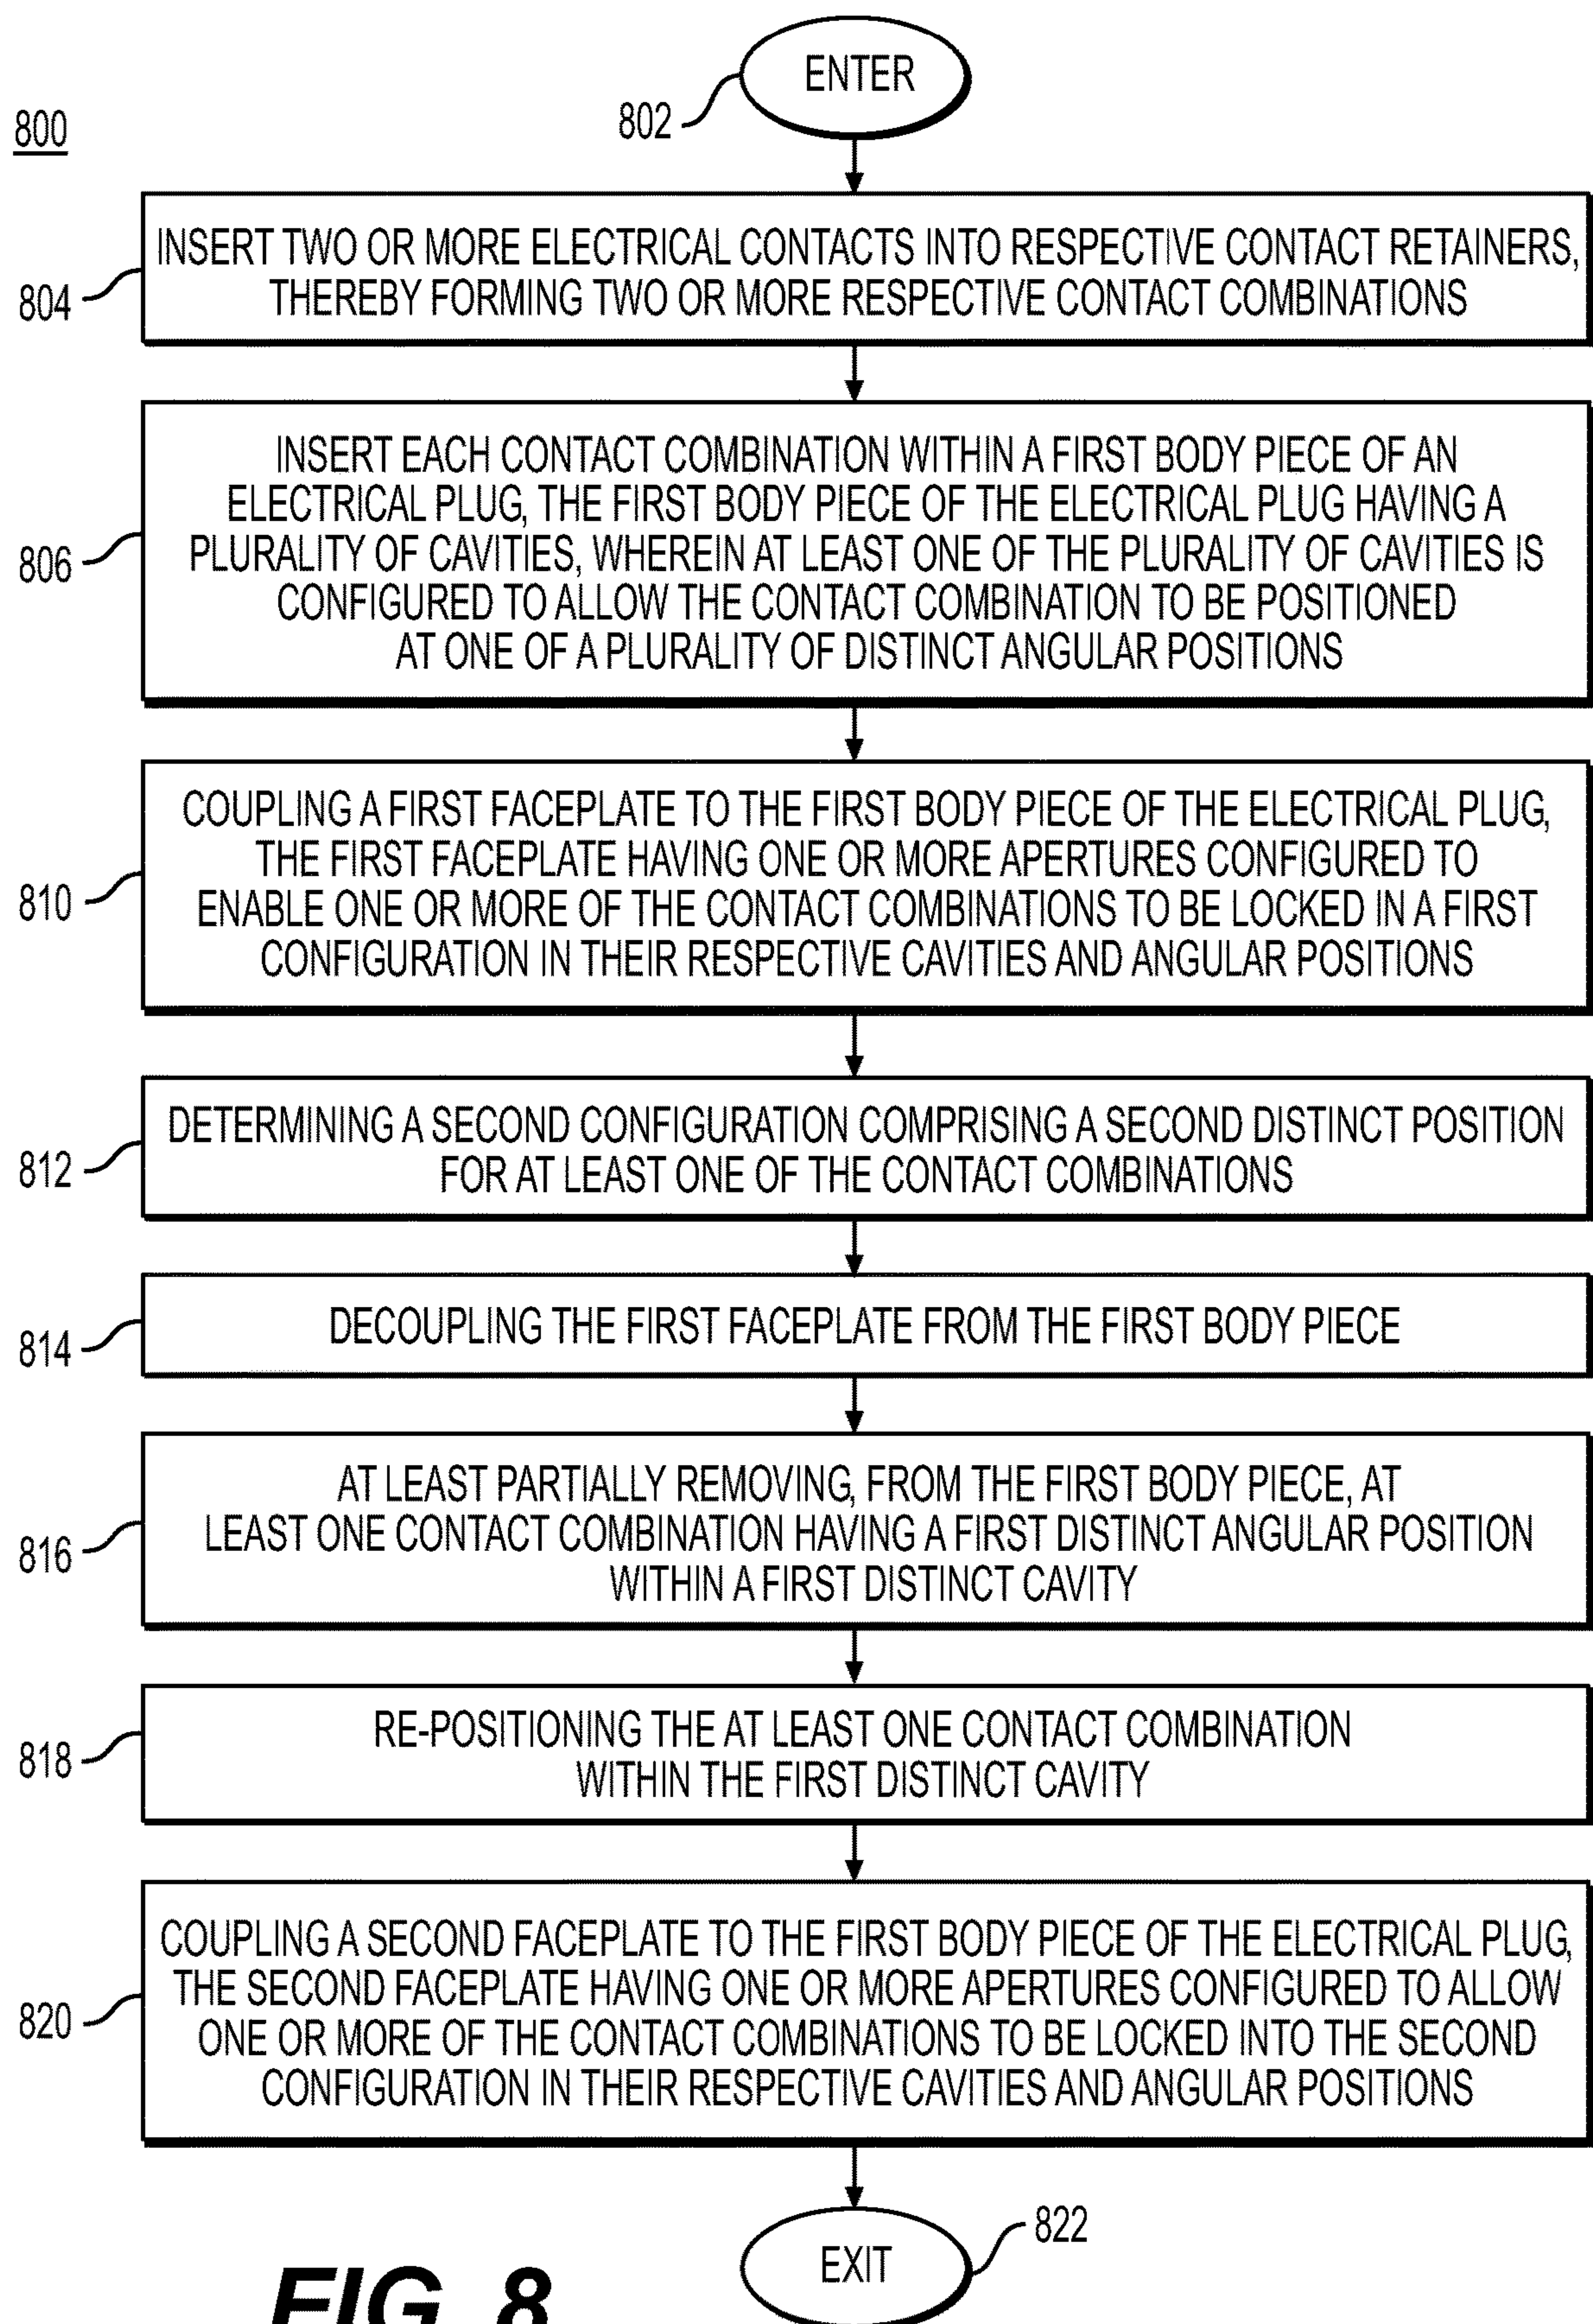 ENTER
802
800
INSERT TWO OR MORE ELECTRICAL CONTACTS INTO RESPECTIVE CONTACT RETAINERS,
THEREBY FORMING TWO OR MORE RESPECTIVE CONTACT COMBINATIONS
804
INSERT EACH CONTACT COMBINATION WITHIN A FIRST BODY PIECE OF AN
ELECTRICAL PLUG, THE FIRST BODY PIECE OF THE ELECTRICAL PLUG HAVING A
PLURALITY OF CAVITIES, WHEREIN AT LEAST ONE OF THE PLURALITY OF CAVITIES IS
CONFIGURED TO ALLOW THE CONTACT COMBINATION TO BE POSITIONED
AT ONE OF A PLURALITY OF DISTINCT ANGULAR POSITIONS
806
COUPLING A FIRST FACEPLATE TO THE FIRST BODY PIECE OF THE ELECTRICAL PLUG,
THE FIRST FACEPLATE HAVING ONE OR MORE APERTURES CONFIGURED TO
ENABLE ONE OR MORE OF THE CONTACT COMBINATIONS TO BE LOCKED IN A FIRST
CONFIGURATION IN THEIR RESPECTIVE CAVITIES AND ANGULAR POSITIONS
810
DETERMINING A SECOND CONFIGURATION COMPRISING A SECOND DISTINCT POSITION
FOR AT LEAST ONE OF THE CONTACT COMBINATIONS
812
DECOUPLING THE FIRST FACEPLATE FROM THE FIRST BODY PIECE
814
AT LEAST PARTIALLY REMOVING, FROM THE FIRST BODY PIECE, AT
LEAST ONE CONTACT COMBINATION HAVING A FIRST DISTINCT ANGULAR POSITION
WITHIN A FIRST DISTINCT CAVITY
816
RE-POSITIONING THE AT LEAST ONE CONTACT COMBINATION
WITHIN THE FIRST DISTINCT CAVITY
818
COUPLING A SECOND FACEPLATE TO THE FIRST BODY PIECE OF THE ELECTRICAL PLUG,
THE SECOND FACEPLATE HAVING ONE OR MORE APERTURES CONFIGURED TO ALLOW
ONE OR MORE OF THE CONTACT COMBINATIONS TO BE LOCKED INTO THE SECOND
CONFIGURATION IN THEIR RESPECTIVE CAVITIES AND ANGULAR POSITIONS
820
822
EXIT
FIG. 8